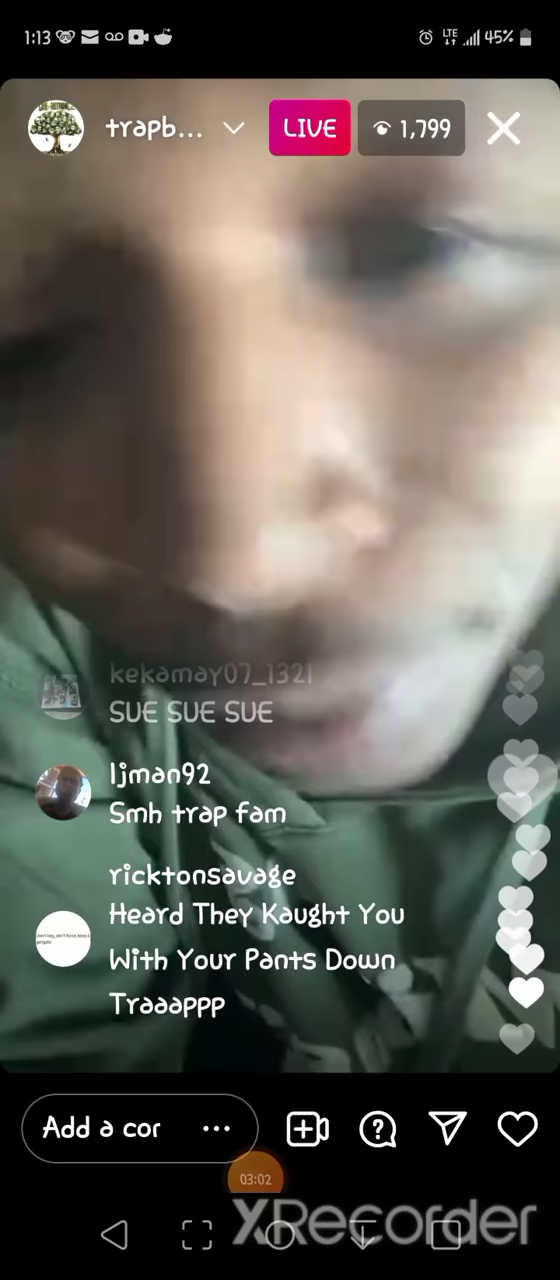 1:13
LTE
45%
trapb...
LIVE
1,799
kekamay07_1321
SUE SUE SUE
ljman92
Smh trap fam
ricktonsavage
Heard They Kaught You
With Your Pants Down
Traaappp
Add a cor
03:02
XRecorder